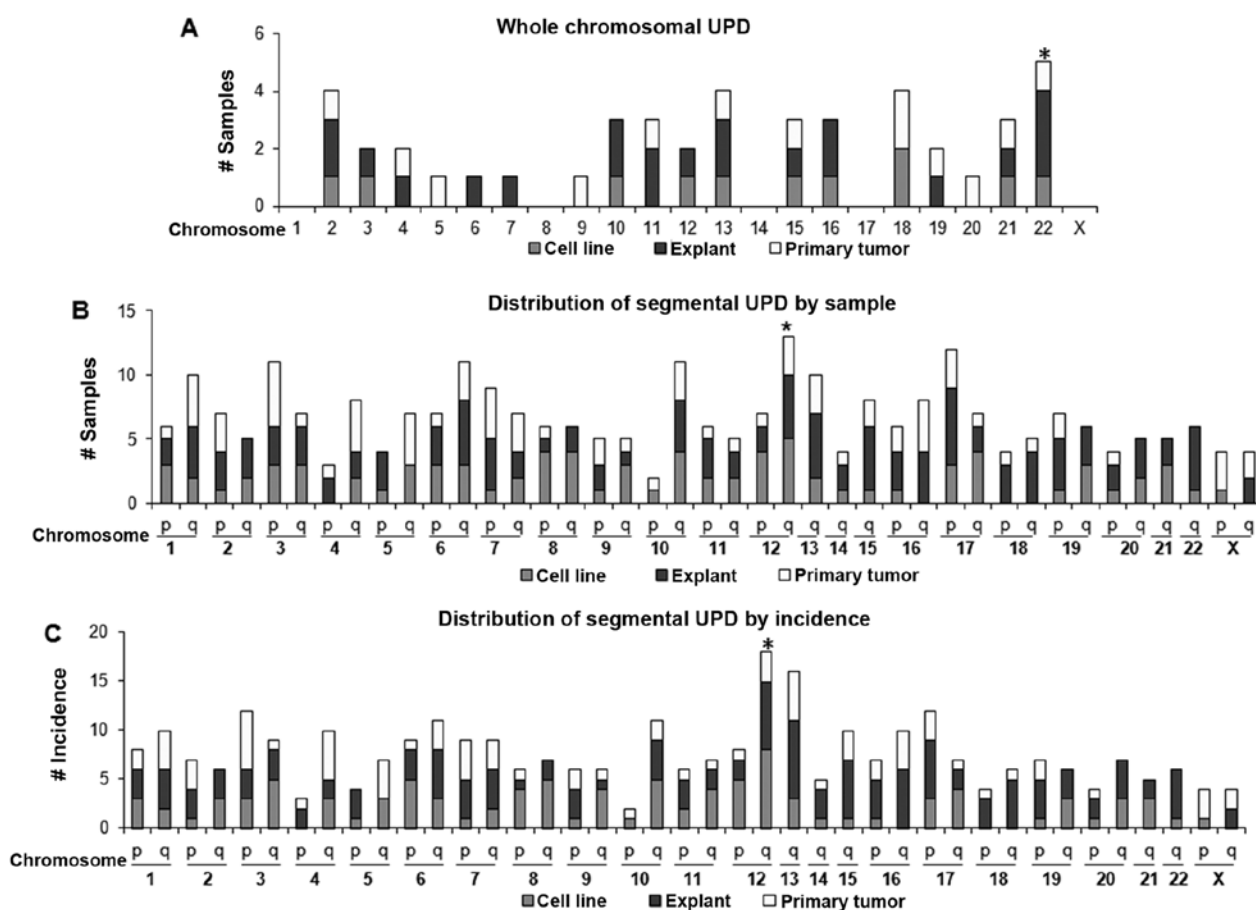 A
Whole chromosomal UPD
*
# Samples
6
4
2
0
Chromosome 1 2 3 4 5 6 7 8 9 10 11 12 13 14 15 16 17 18 19 20 21 22 X
Cell line Explant Primary tumor
B
Distribution of segmental UPD by sample
*
# Samples
15
10
5
0
Chromosome p q p q p q p q p q p q p q p q p q p q p q p q q q q p q p q p q p q p q q q p q
1 2 3 4 5 6 7 8 9 10 11 12 13 14 15 16 17 18 19 20 21 22 X
Cell line Explant Primary tumor
C
Distribution of segmental UPD by incidence
*
# Incidence
20
15
10
5
0
Chromosome p q p q p q p q p q p q p q p q p q p q p q p q q q q p q p q p q p q p q q q p q
1 2 3 4 5 6 7 8 9 10 11 12 13 14 15 16 17 18 19 20 21 22 X
Cell line Explant Primary tumor